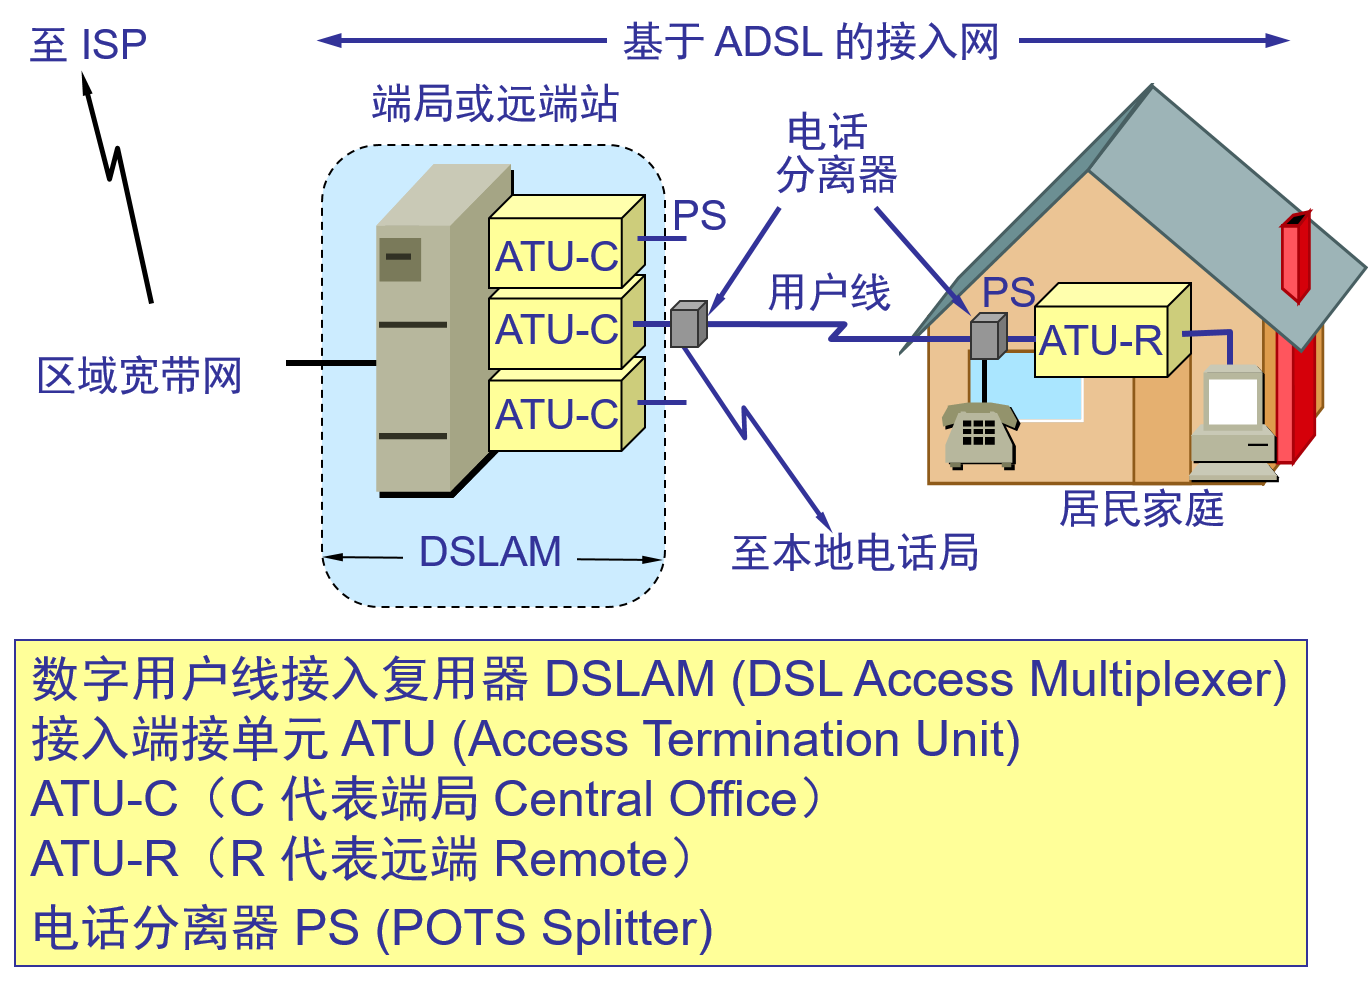 至 ISP
基于 ADSL 的接入网
端局或远端站
电话
分离器
PS
ATU-C
ATU-C
ATU-C
用户线
PS
ATU-R
区域宽带网
居民家庭
DSLAM
至本地电话局
数字用户线接入复用器 DSLAM (DSL Access Multiplexer)
接入端接单元 ATU (Access Termination Unit)
ATU-C（C 代表端局 Central Office）
ATU-R（R 代表远端 Remote）
电话分离器 PS (POTS Splitter)